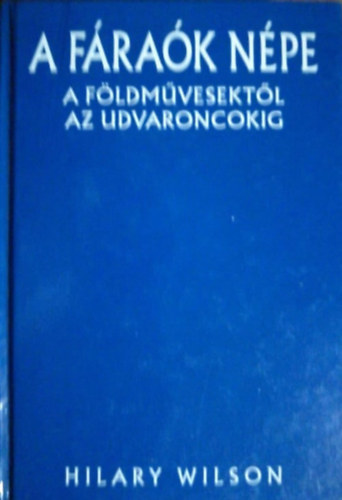 A FÁRAÓK NÉPE
A FÖLDMŰVESEKTŐL
AZ UDVARONCOKIG
HILARY WILSON